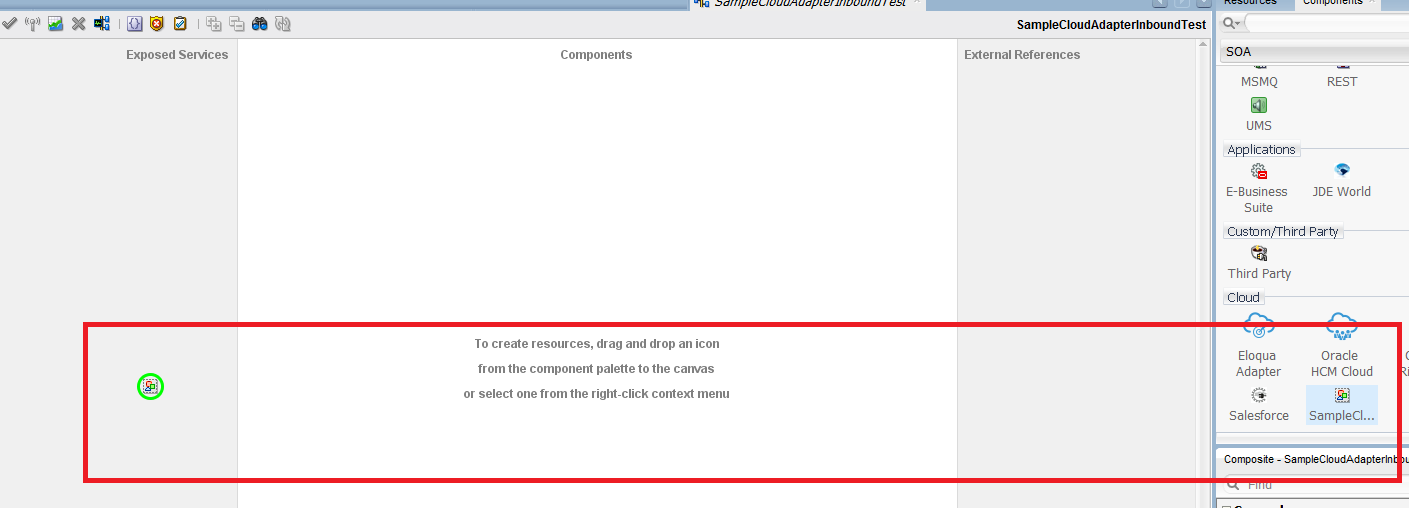 SampleCloudAdapterInboundTest
Resources
Components
SampleCloudAdapterInboundTest
SOA
Exposed Services
Components
External References
MSMQ
REST
UMS
Applications
E-Business
Suite
JDE World
Custom/Third Party
Third Party
Cloud
To create resources, drag and drop an icon
from the component palette to the canvas
or select one from the right-click context menu
Eloqua
Adapter
Oracle
HCM Cloud
Salesforce
SampleCl...
Composite - SampleCloudAdapterInbou
Find